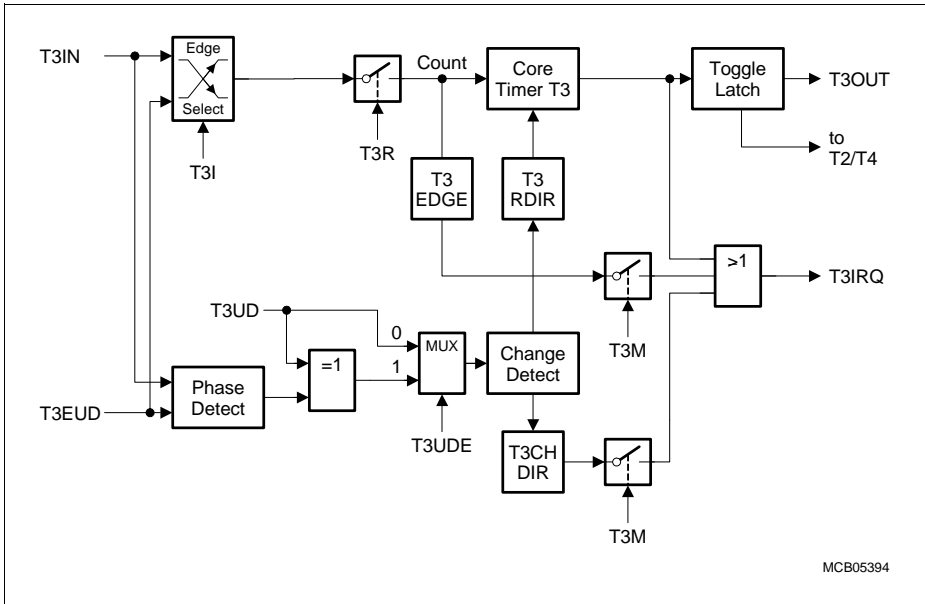 T3IN
Edge
Select
T3I
T3R
Count
Core
Timer T3
Toggle
Latch
T3OUT
to
T2/T4
T3
EDGE
T3
RDIR
≥1
T3IRQ
T3M
T3UD
0
1
=1
MUX
Change
Detect
Phase
Detect
T3EUD
T3UDE
T3CH
DIR
T3M
MCB05394